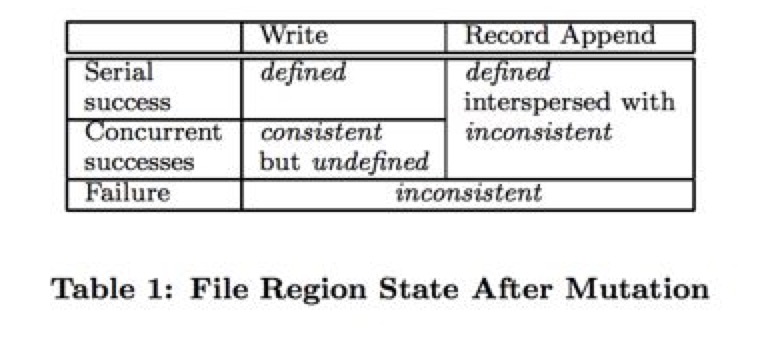 Write Record Append
Serial success defined defined interspersed with inconsistent
Concurrent successes consistent but undefined
Failure inconsistent
Table 1: File Region State After Mutation